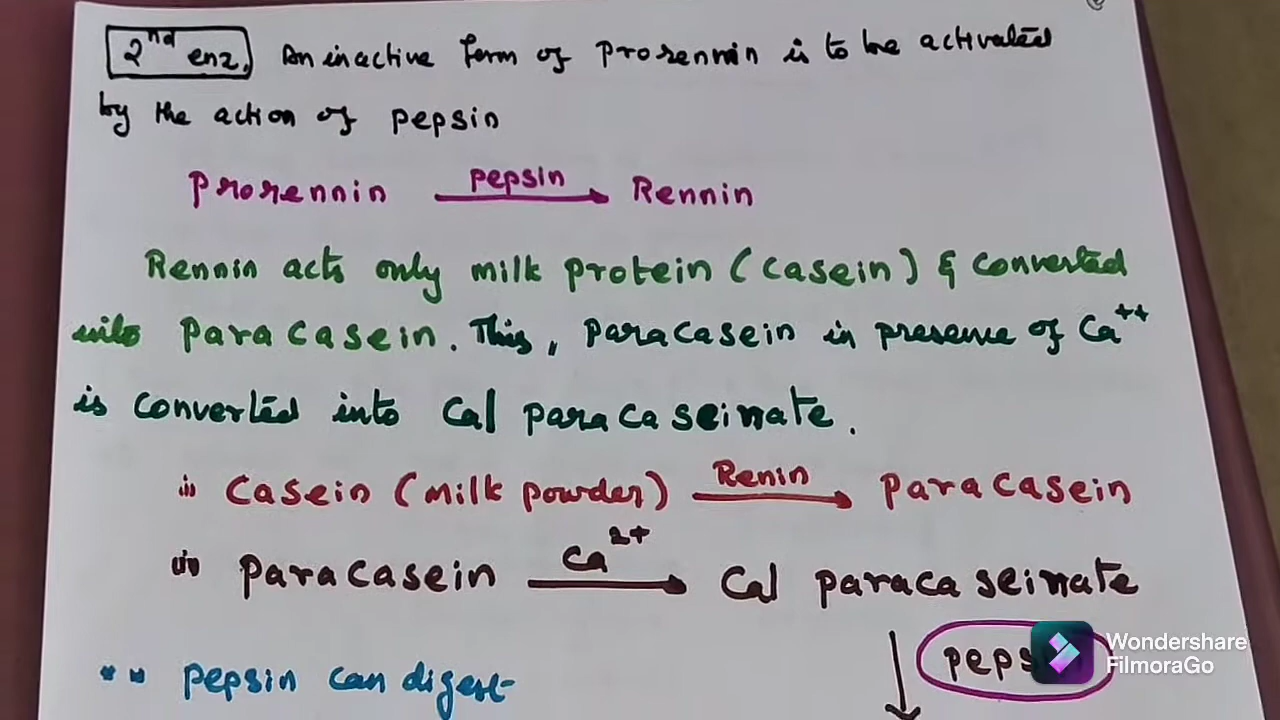 2nd enz, An inactive form of Prorennin is to be activated
by the action of pepsin
Prorennin pepsin Rennin
Rennin acts only milk protein (casein) & converted
into paracasein. This, paracasein in presence of Ca++
is converted into Cal paracaseinate.
i) Casein (milk powder) Renin paracasein
ii) paracasein Ca2+ Cal paracaseinate
pepsin can digest
Wondershare
FilmoraGo